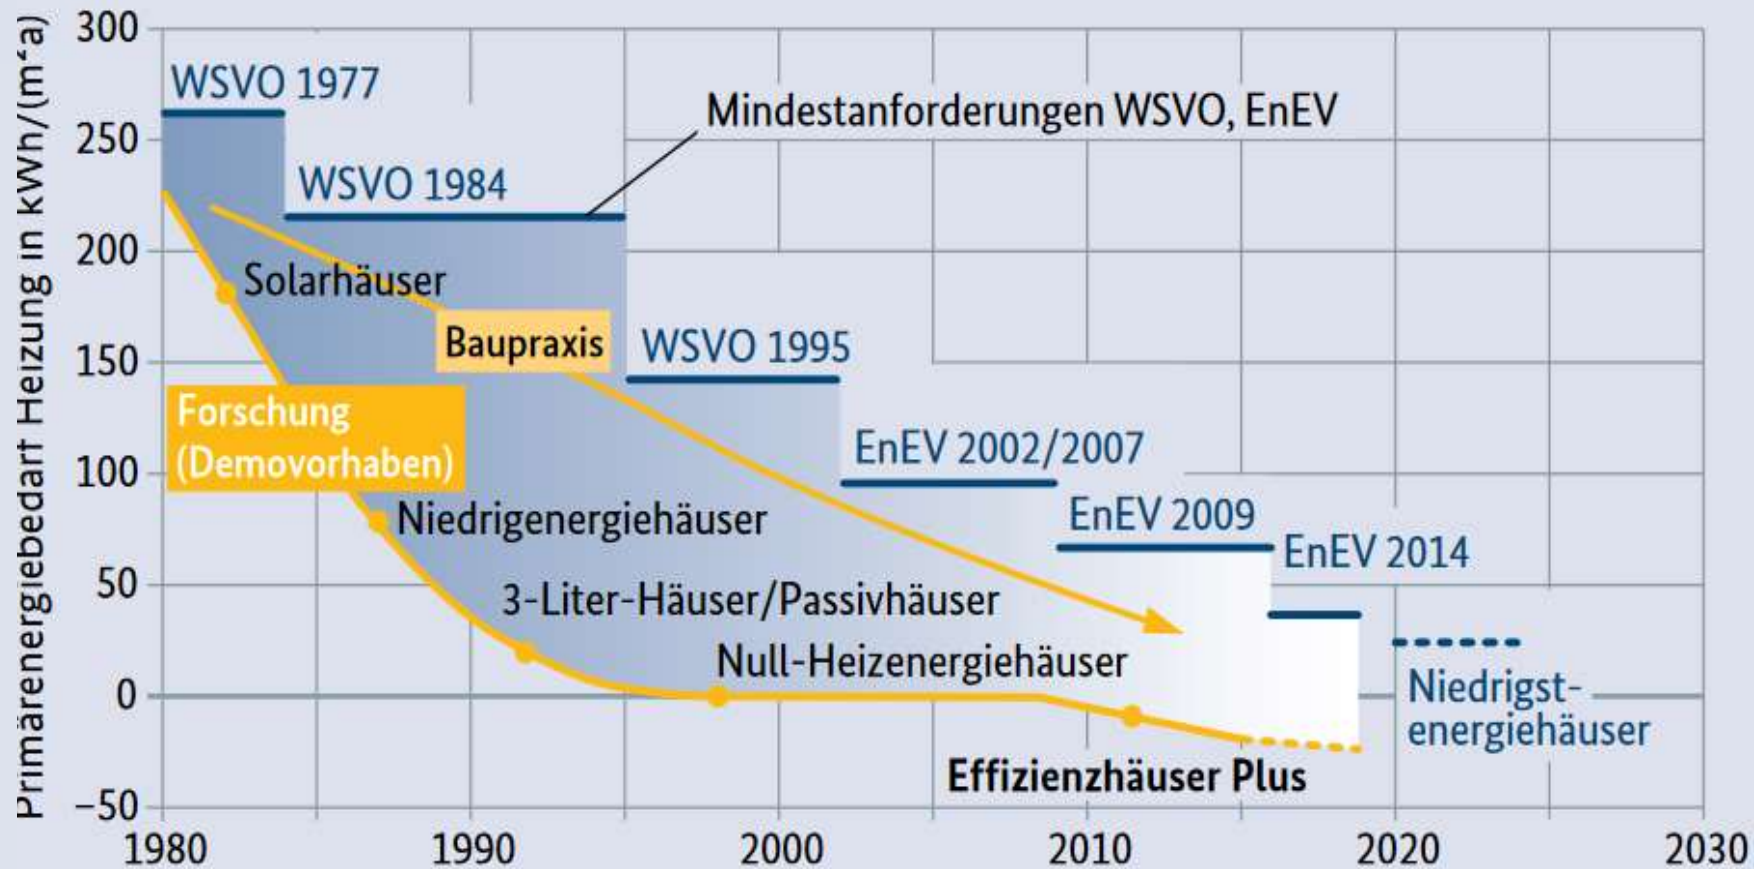 Primärenergiebedarf Heizung in kWh/(m²a)
300
250
200
150
100
50
0
−50
1980
1990
2000
2010
2020
2030
WSVO 1977
WSVO 1984
Mindestanforderungen WSVO, EnEV
Solarhäuser
Baupraxis
WSVO 1995
Forschung
(Demovorhaben)
EnEV 2002/2007
Niedrigenergiehäuser
EnEV 2009
EnEV 2014
3-Liter-Häuser/Passivhäuser
Null-Heizenergiehäuser
Niedrigst-
energiehäuser
Effizienzhäuser Plus